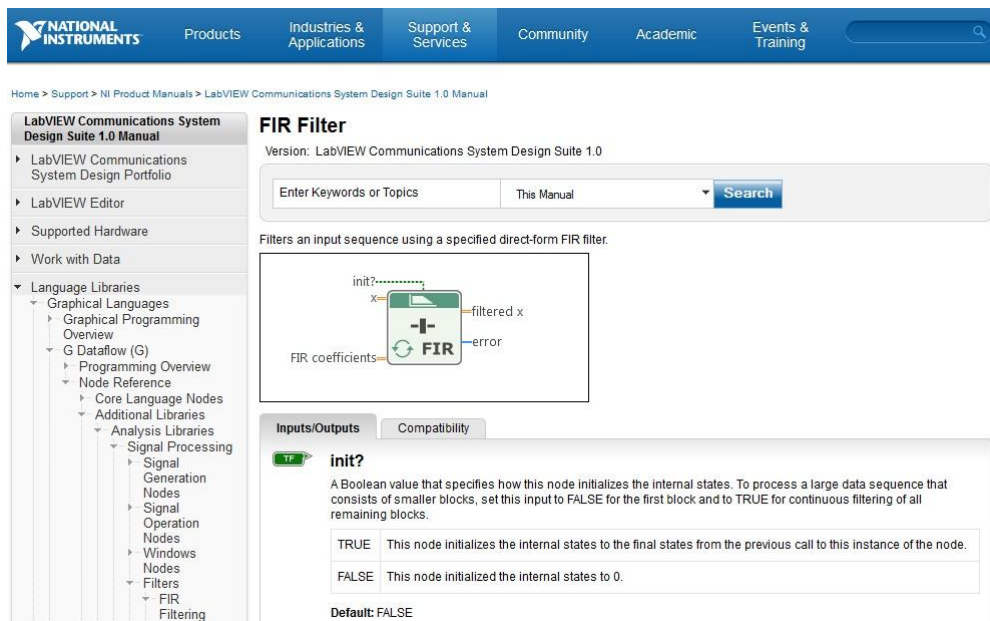 NATIONAL
INSTRUMENTS
Products
Industries &
Applications
Support &
Services
Community
Academic
Events &
Training
Home > Support > NI Product Manuals > LabVIEW Communications System Design Suite 1.0 Manual
LabVIEW Communications System
Design Suite 1.0 Manual
LabVIEW Communications
System Design Portfolio
LabVIEW Editor
Supported Hardware
Work with Data
Language Libraries
Graphical Languages
Graphical Programming
Overview
G Dataflow (G)
Programming Overview
Node Reference
Core Language Nodes
Additional Libraries
Analysis Libraries
Signal Processing
Signal
Generation
Nodes
Signal
Operation
Nodes
Windows
Nodes
Filters
FIR
Filtering
FIR Filter
Version: LabVIEW Communications System Design Suite 1.0
Enter Keywords or Topics
This Manual
Search
Filters an input sequence using a specified direct-form FIR filter.
init?
x
filtered x
error
FIR coefficients
FIR
Inputs/Outputs
Compatibility
TF
init?
A Boolean value that specifies how this node initializes the internal states. To process a large data sequence that
consists of smaller blocks, set this input to FALSE for the first block and to TRUE for continuous filtering of all
remaining blocks.
TRUE This node initializes the internal states to the final states from the previous call to this instance of the node.
FALSE This node initialized the internal states to 0.
Default: FALSE